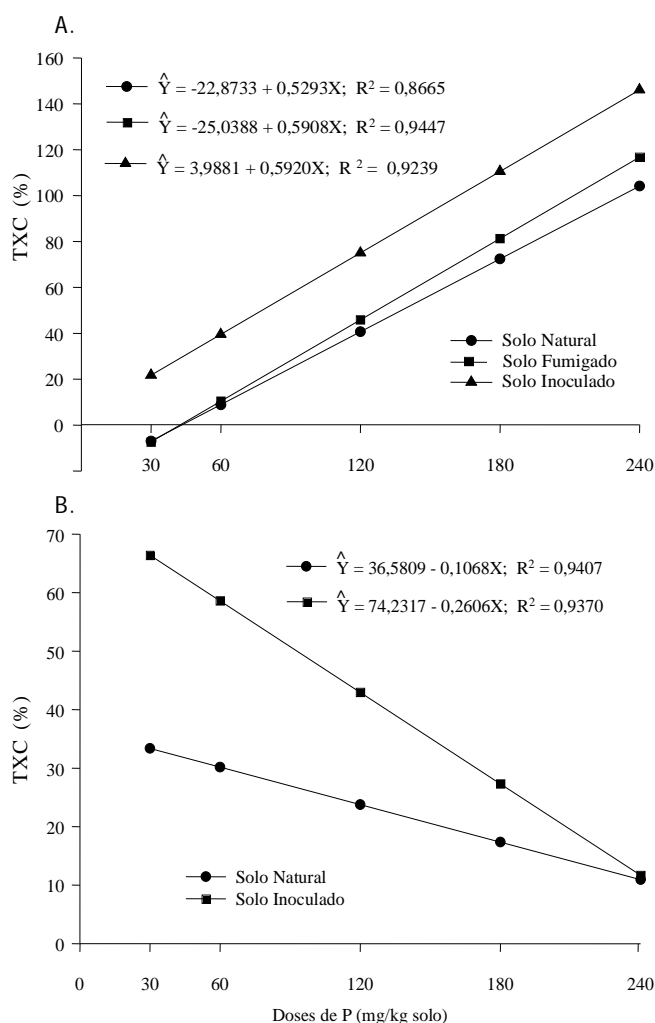 A.
160
140
120
100
80
60
40
20
0
TXC (%)
Ŷ = -22,8733 + 0,5293X; R² = 0,8665
Ŷ = -25,0388 + 0,5908X; R² = 0,9447
Ŷ = 3,9881 + 0,5920X; R² = 0,9239
Solo Natural
Solo Fumigado
Solo Inoculado
30 60 120 180 240
B.
70
60
50
40
30
20
10
0
TXC (%)
Ŷ = 36,5809 - 0,1068X; R² = 0,9407
Ŷ = 74,2317 - 0,2606X; R² = 0,9370
Solo Natural
Solo Inoculado
0 30 60 120 180 240
Doses de P (mg/kg solo)